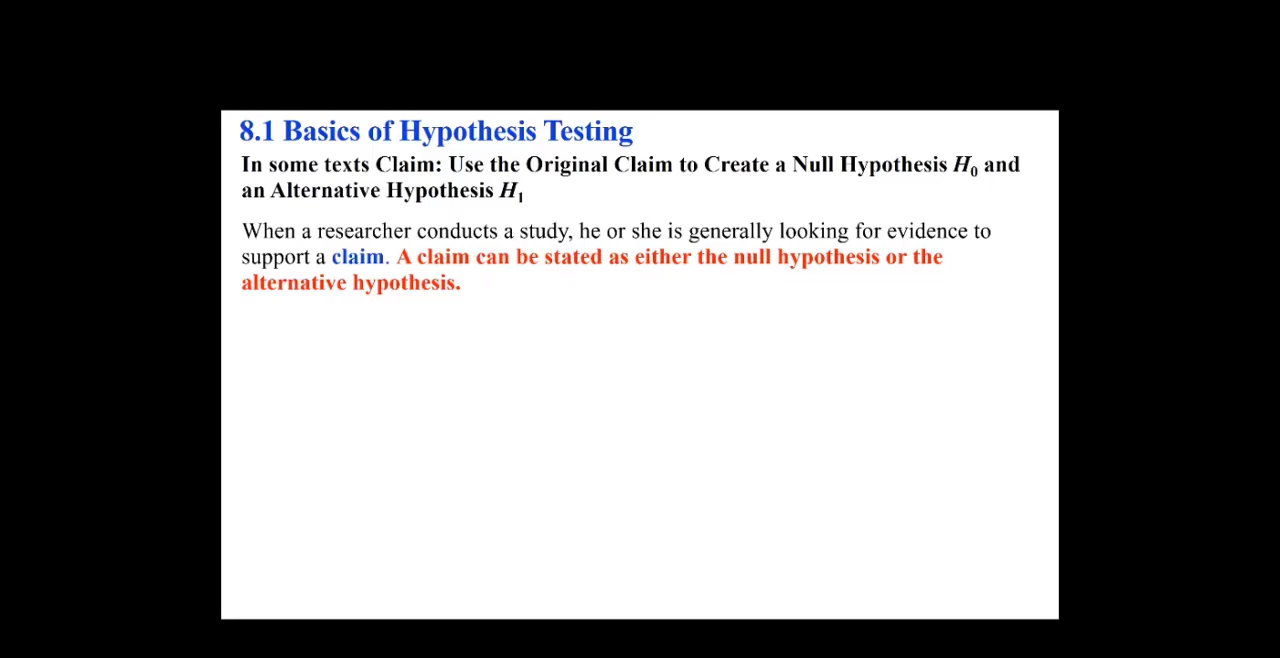 8.1 Basics of Hypothesis Testing
In some texts Claim: Use the Original Claim to Create a Null Hypothesis H₀ and
an Alternative Hypothesis H₁
When a researcher conducts a study, he or she is generally looking for evidence to
support a claim. A claim can be stated as either the null hypothesis or the
alternative hypothesis.